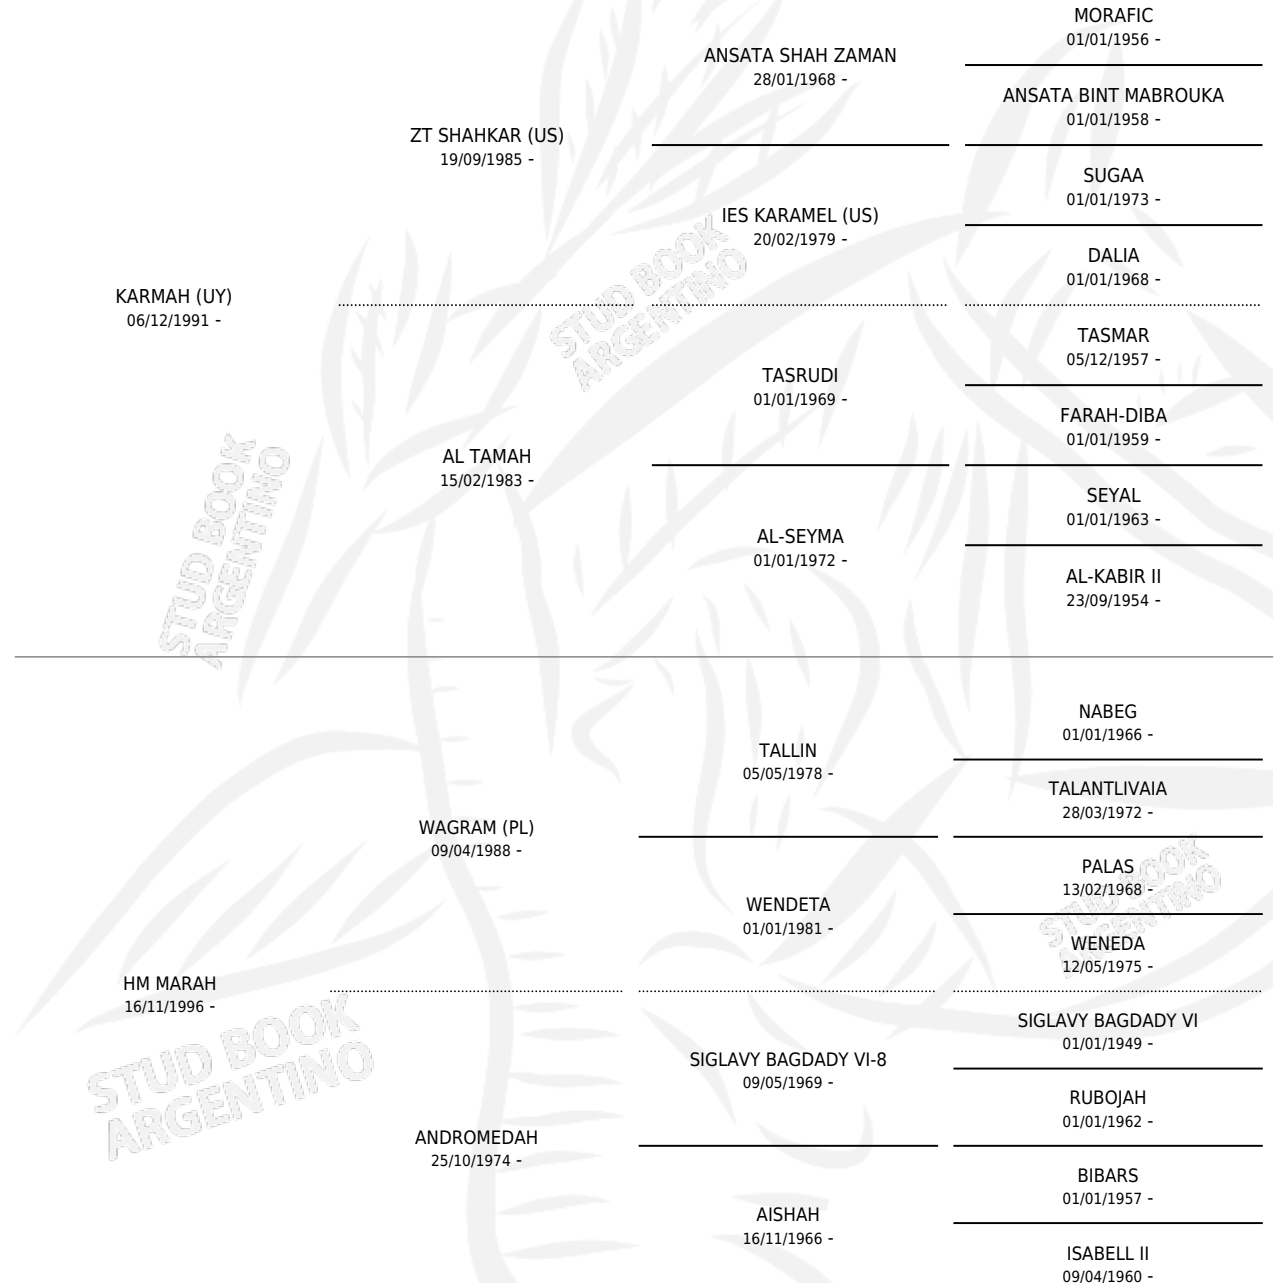 MORAFIC
01/01/1956 -
ANSATA SHAH ZAMAN
28/01/1968 -
ANSATA BINT MABROUKA
01/01/1958 -
ZT SHAHKAR (US)
19/09/1985 -
SUGAA
01/01/1973 -
IES KARAMEL (US)
20/02/1979 -
DALIA
01/01/1968 -
KARMAH (UY)
06/12/1991 -
TASMAR
05/12/1957 -
TASRUDI
01/01/1969 -
FARAH-DIBA
01/01/1959 -
AL TAMAH
15/02/1983 -
SEYAL
01/01/1963 -
AL-SEYMA
01/01/1972 -
AL-KABIR II
23/09/1954 -
NABEG
01/01/1966 -
TALLIN
05/05/1978 -
TALANTLIVAIA
28/03/1972 -
WAGRAM (PL)
09/04/1988 -
PALAS
13/02/1968 -
WENDETA
01/01/1981 -
WENEDA
12/05/1975 -
HM MARAH
16/11/1996 -
SIGLAVY BAGDADY VI
01/01/1949 -
SIGLAVY BAGDADY VI-8
09/05/1969 -
RUBOJAH
01/01/1962 -
ANDROMEDAH
25/10/1974 -
BIBARS
01/01/1957 -
AISHAH
16/11/1966 -
ISABELL II
09/04/1960 -
STUD BOOK
ARGENTINO
STUD BOOK
ARGENTINO
STUD BOOK
ARGENTINO
STUD BOOK
ARGENTINO